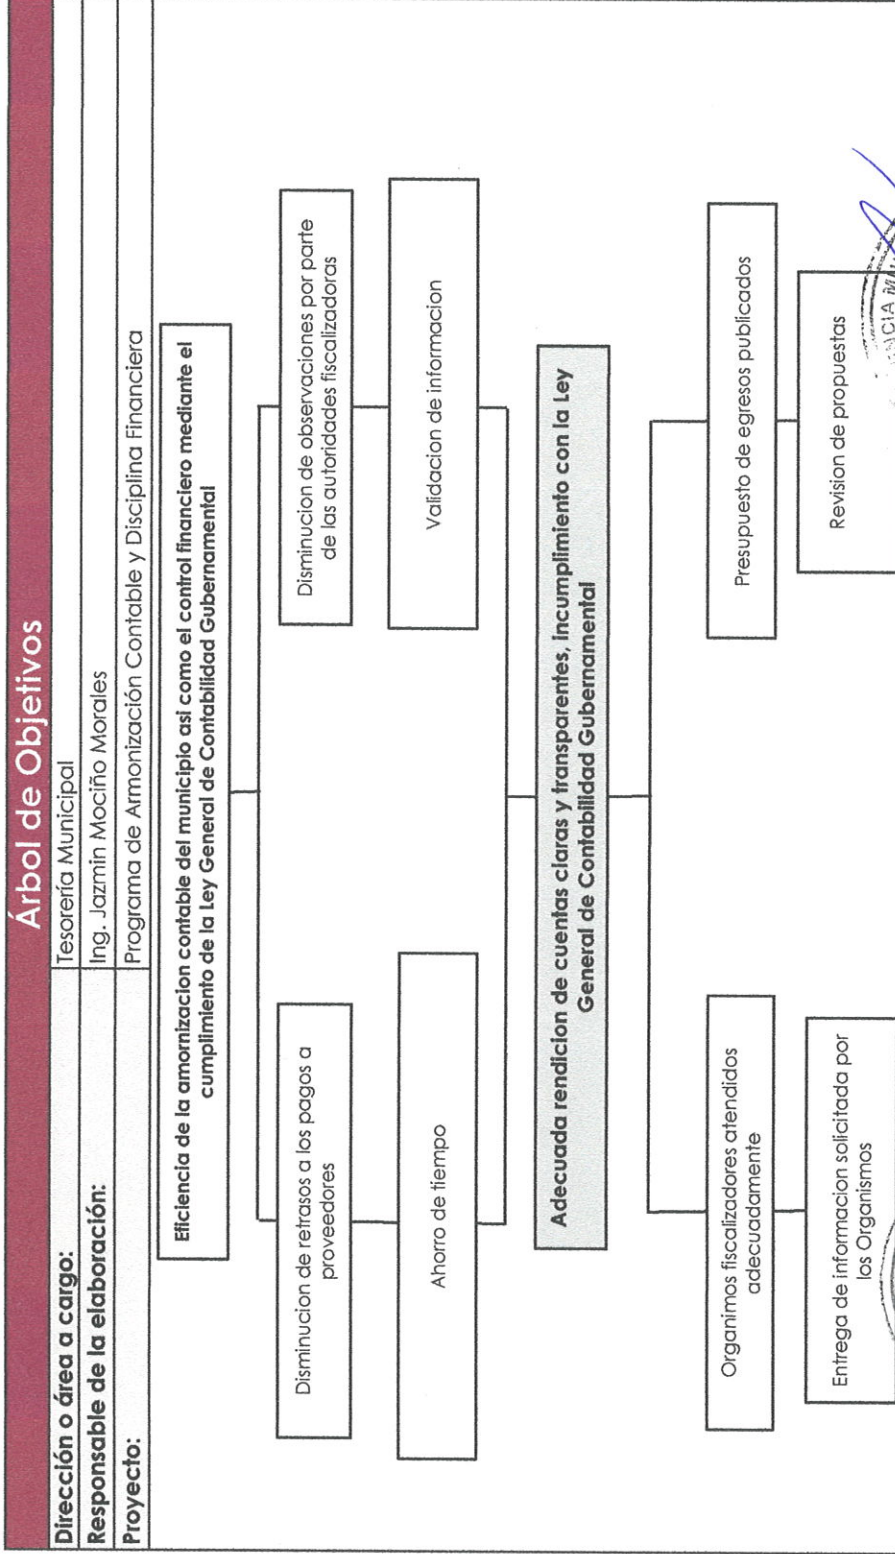 Árbol de Objetivos
Dirección o área a cargo: Tesorería Municipal
Responsable de la elaboración: Ing. Jazmin Mociño Morales
Proyecto: Programa de Armonización Contable y Disciplina Financiera
Eficiencia de la amornizacion contable del municipio asi como el control financiero mediante el
cumplimiento de la Ley General de Contabilidad Gubernamental
Disminucion de retrasos a los pagos a
proveedores
Disminucion de observaciones por parte
de las autoridades fiscalizadoras
Ahorro de tiempo
Validacion de informacion
Adecuada rendicion de cuentas claras y transparentes, incumplimiento con la Ley
General de Contabilidad Gubernamental
Organimos fiscalizadores atendidos
adecuadamente
Presupuesto de egresos publicados
Entrega de informacion solicitada por
los Organismos
Revision de propuestas